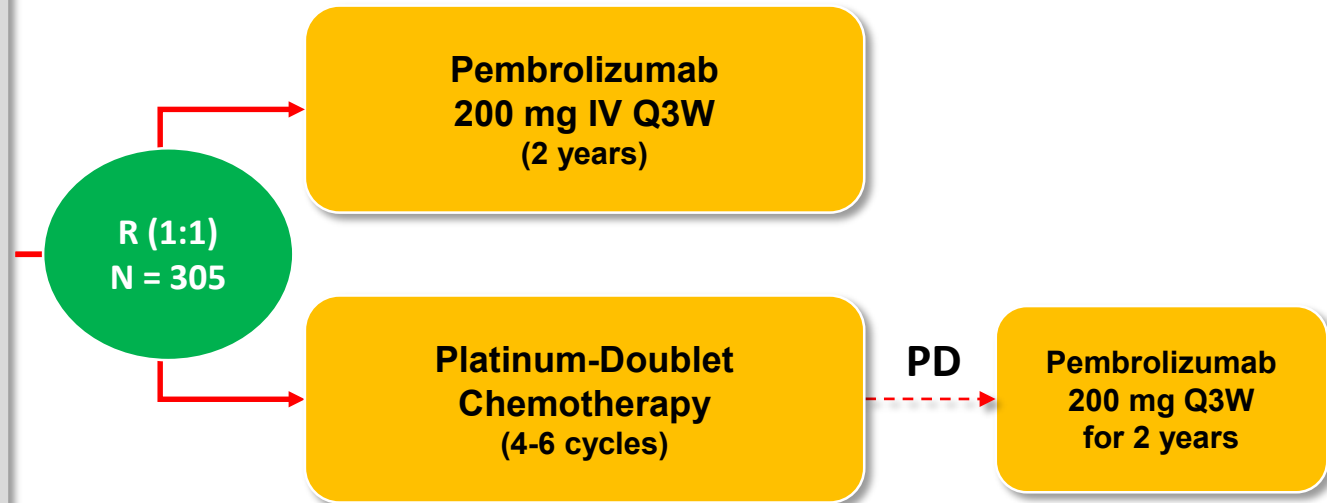 Pembrolizumab
200 mg IV Q3W
(2 years)
R (1:1)
N = 305
Platinum-Doublet
Chemotherapy
(4-6 cycles)
PD
Pembrolizumab
200 mg Q3W
for 2 years